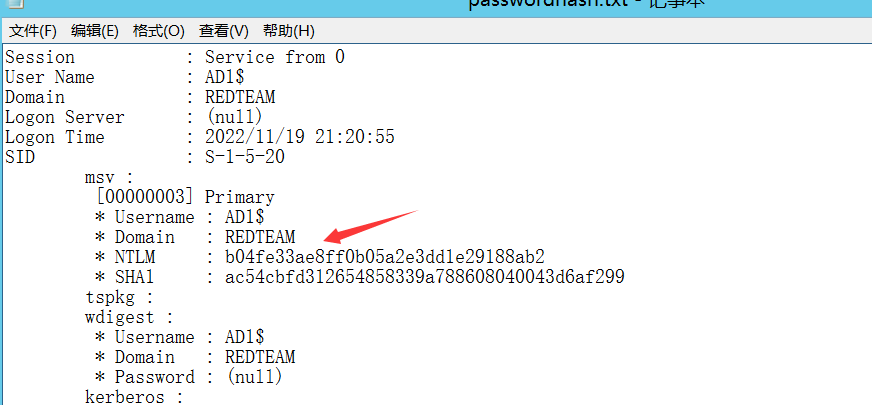 passwordhash.txt - 记事本
文件(F) 编辑(E) 格式(O) 查看(V) 帮助(H)
Session : Service from 0
User Name : AD1$
Domain : REDTEAM
Logon Server : (null)
Logon Time : 2022/11/19 21:20:55
SID : S-1-5-20
msv :
[00000003] Primary
* Username : AD1$
* Domain : REDTEAM
* NTLM : b04fe33ae8ff0b05a2e3dd1e29188ab2
* SHA1 : ac54cbfd312654858339a788608040043d6af299
tspkg :
wdigest :
* Username : AD1$
* Domain : REDTEAM
* Password : (null)
kerberos :